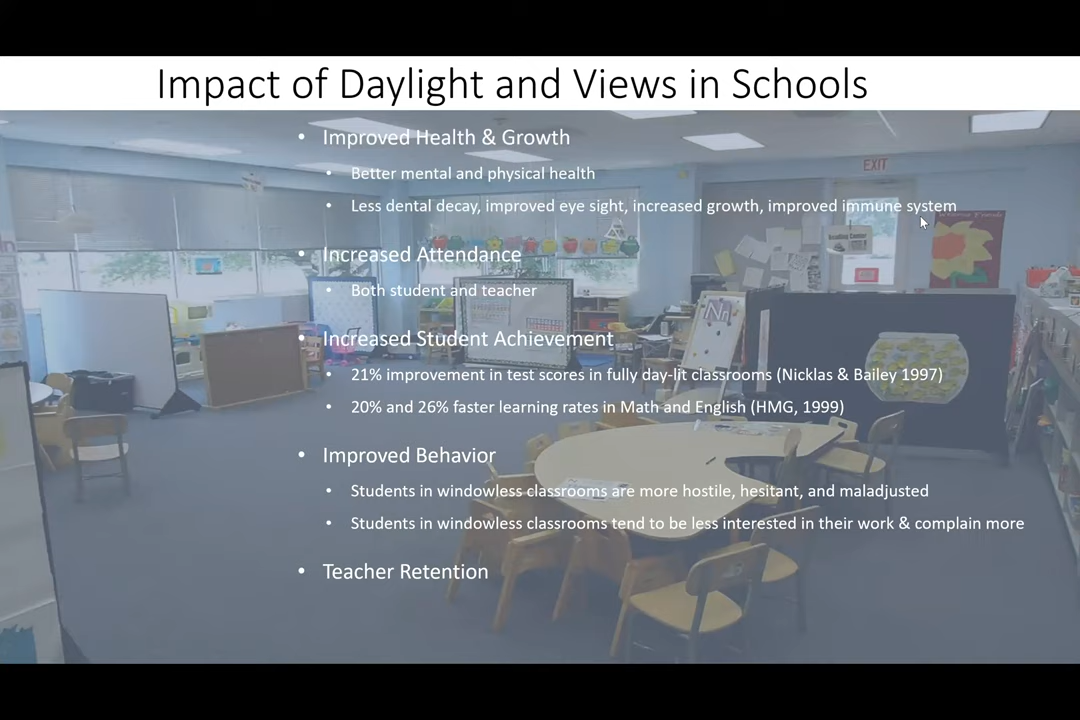 Impact of Daylight and Views in Schools
• Improved Health & Growth
• Better mental and physical health
• Less dental decay, improved eye sight, increased growth, improved immune system
EXIT
• Increased Attendance
• Both student and teacher
Nn
• Increased Student Achievement
• 21% improvement in test scores in fully day-lit classrooms (Nicklas & Bailey 1997)
• 20% and 26% faster learning rates in Math and English (HMG, 1999)
• Improved Behavior
• Students in windowless classrooms are more hostile, hesitant, and maladjusted
• Students in windowless classrooms tend to be less interested in their work & complain more
• Teacher Retention